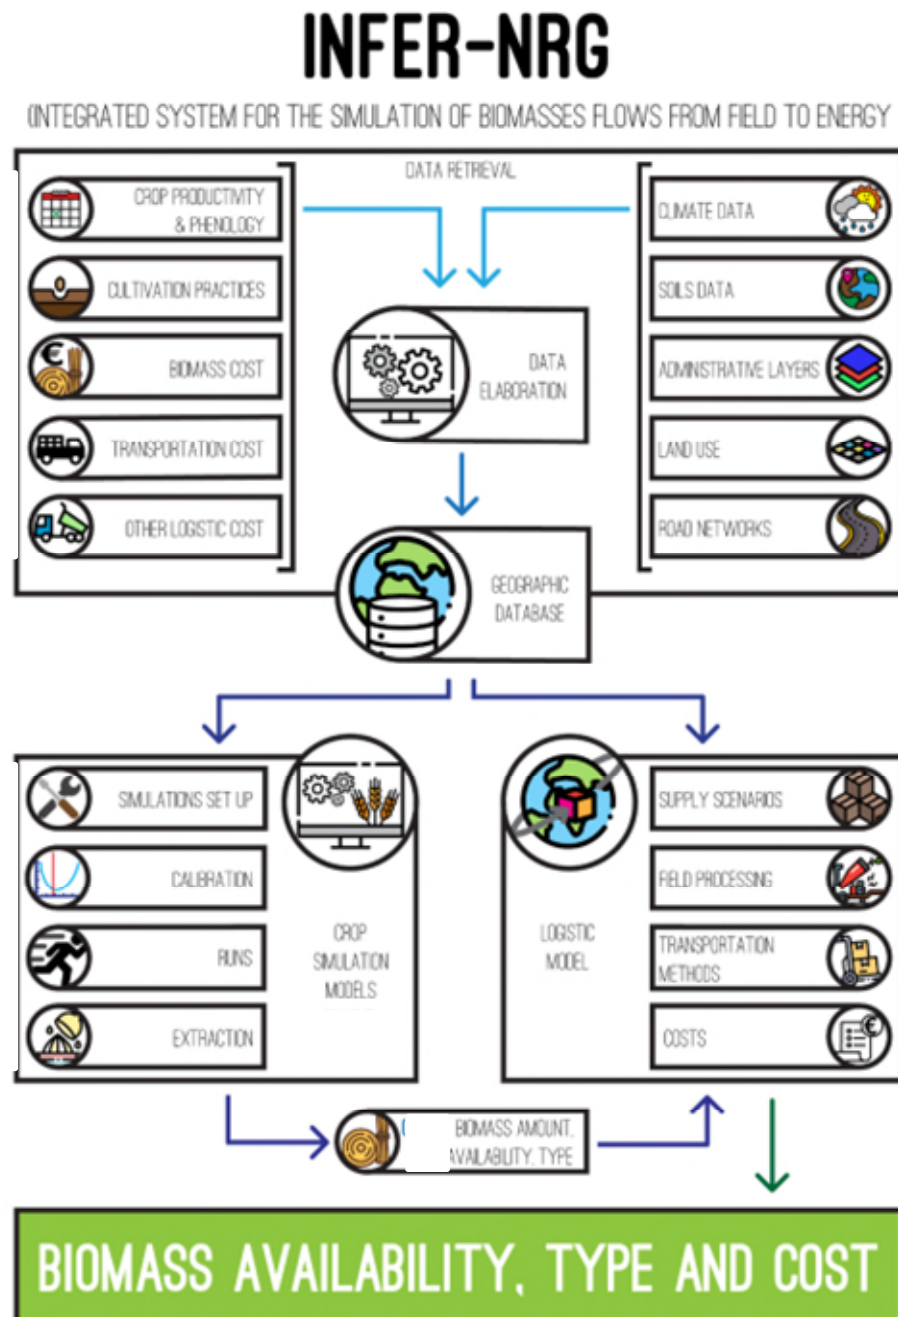 INFER-NRG
(INTEGRATED SYSTEM FOR THE SIMULATION OF BIOMASSES FLOWS FROM FIELD TO ENERGY
DATA RETRIEVAL
CROP PRODUCTIVITY
& PHENOLOGY
CULTIVATION PRACTICES
BIOMASS COST
TRANSPORTATION COST
OTHER LOGISTIC COST
CLIMATE DATA
SOILS DATA
ADMINISTRATIVE LAYERS
LAND USE
ROAD NETWORKS
DATA
ELABORATION
GEOGRAPHIC
DATABASE
SIMULATIONS SET UP
CALIBRATION
RUNS
EXTRACTION
CROP
SIMULATION
MODELS
LOGISTIC
MODEL
SUPPLY SCENARIOS
FIELD PROCESSING
TRANSPORTATION
METHODS
COSTS
BIOMASS AMOUNT,
AVAILABILITY, TYPE
BIOMASS AVAILABILITY, TYPE AND COST